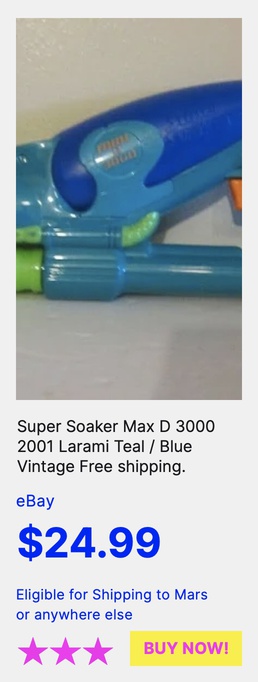 Super Soaker Max D 3000
2001 Larami Teal / Blue
Vintage Free shipping.
eBay
$24.99
Eligible for Shipping to Mars
or anywhere else
BUY NOW!